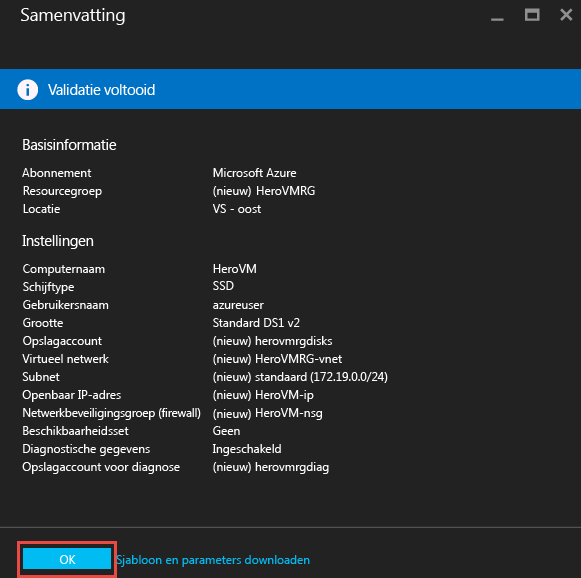 Samenvatting
Validatie voltooid
Basisinformatie
Abonnement Microsoft Azure
Resourcegroep (nieuw) HeroVMRG
Locatie VS - oost
Instellingen
Computernaam HeroVM
Schijftype SSD
Gebruikersnaam azureuser
Grootte Standard DS1 v2
Opslagaccount (nieuw) herovmrgdisks
Virtueel netwerk (nieuw) HeroVMRG-vnet
Subnet (nieuw) standaard (172.19.0.0/24)
Openbaar IP-adres (nieuw) HeroVM-ip
Netwerkbeveiligingsgroep (firewall) (nieuw) HeroVM-nsg
Beschikbaarheidsset Geen
Diagnostische gegevens Ingeschakeld
Opslagaccount voor diagnose (nieuw) herovmrgdiag
OK Sjabloon en parameters downloaden